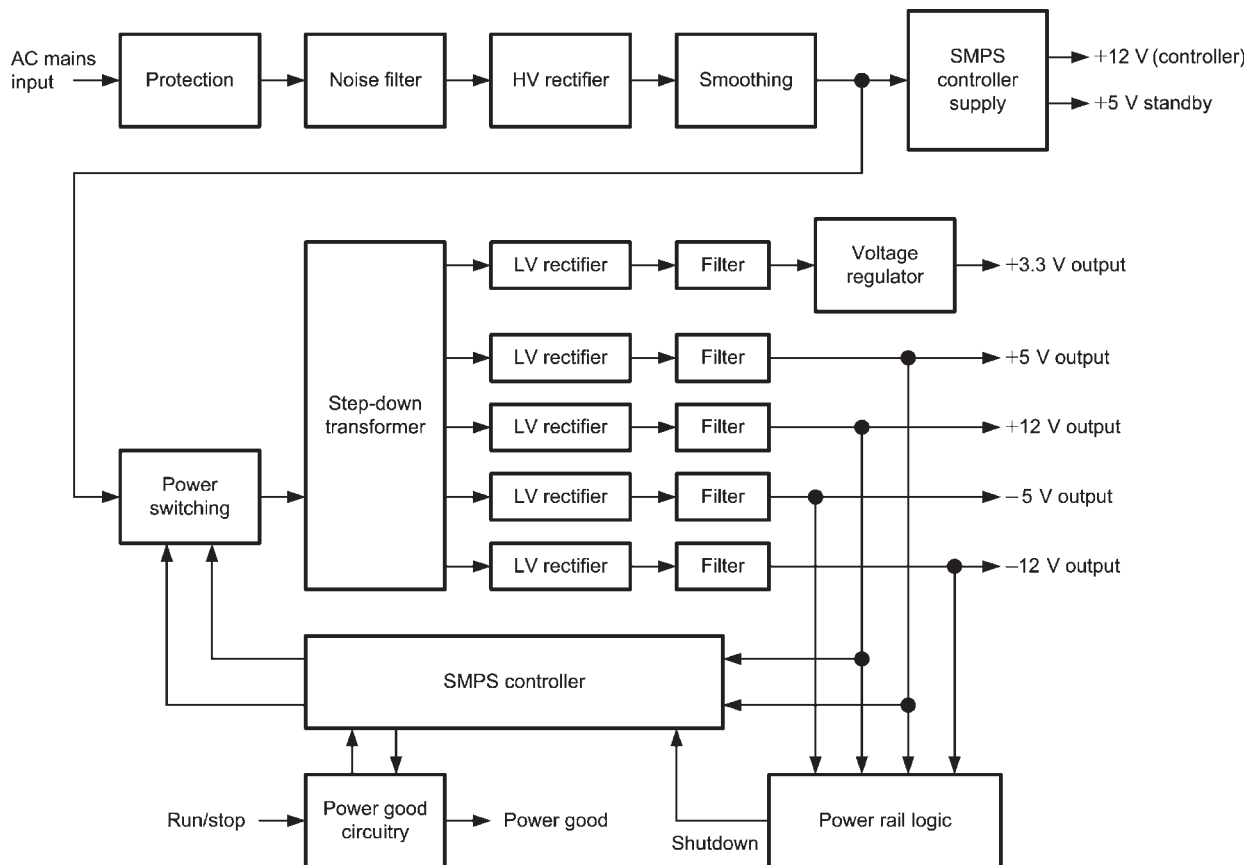 AC mains
input
Protection
Noise filter
HV rectifier
Smoothing
SMPS
controller
supply
+12 V (controller)
+5 V standby
LV rectifier
Filter
Voltage
regulator
+3.3 V output
LV rectifier
Filter
+5 V output
Step-down
transformer
LV rectifier
Filter
+12 V output
Power
switching
LV rectifier
Filter
−5 V output
LV rectifier
Filter
−12 V output
SMPS controller
Run/stop
Power good
circuitry
Power good
Shutdown
Power rail logic